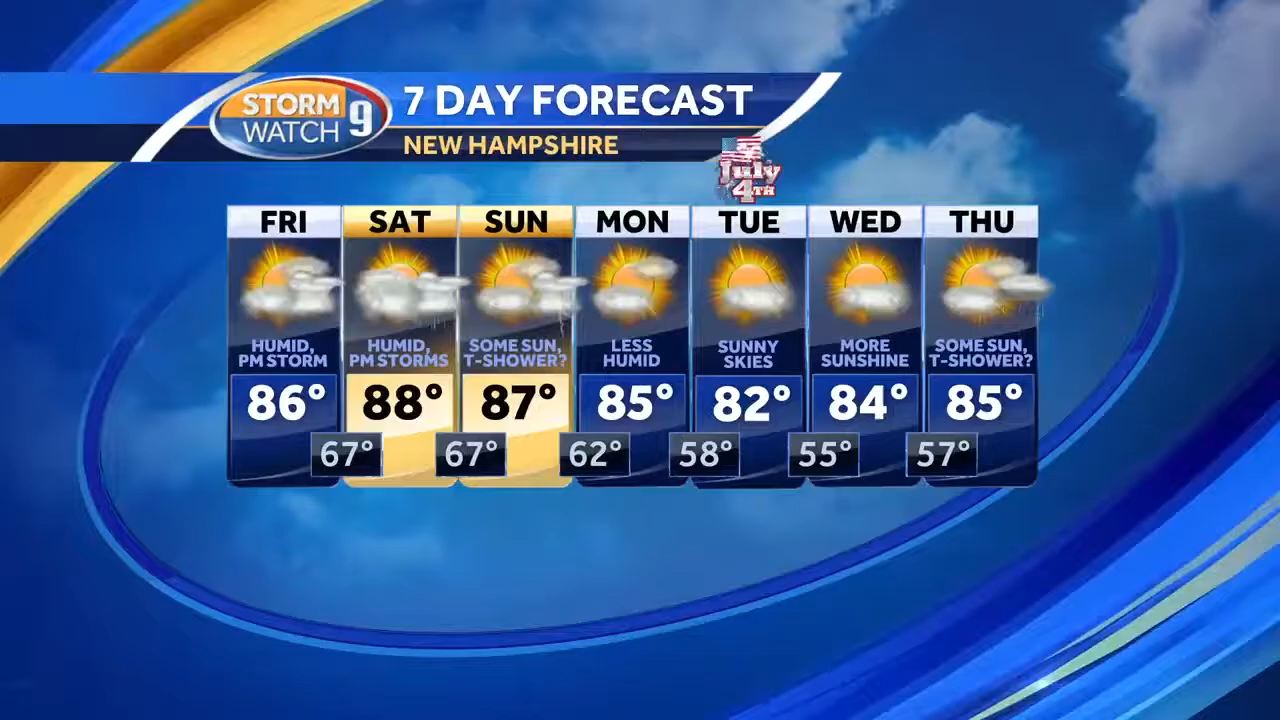 STORM
WATCH 9
7 DAY FORECAST
NEW HAMPSHIRE
July
4TH
FRI SAT SUN MON TUE WED THU
HUMID, PM STORM
HUMID, PM STORMS
SOME SUN, T-SHOWER?
LESS HUMID
SUNNY SKIES
MORE SUNSHINE
SOME SUN, T-SHOWER?
86° 88° 87° 85° 82° 84° 85°
67° 67° 62° 58° 55° 57°